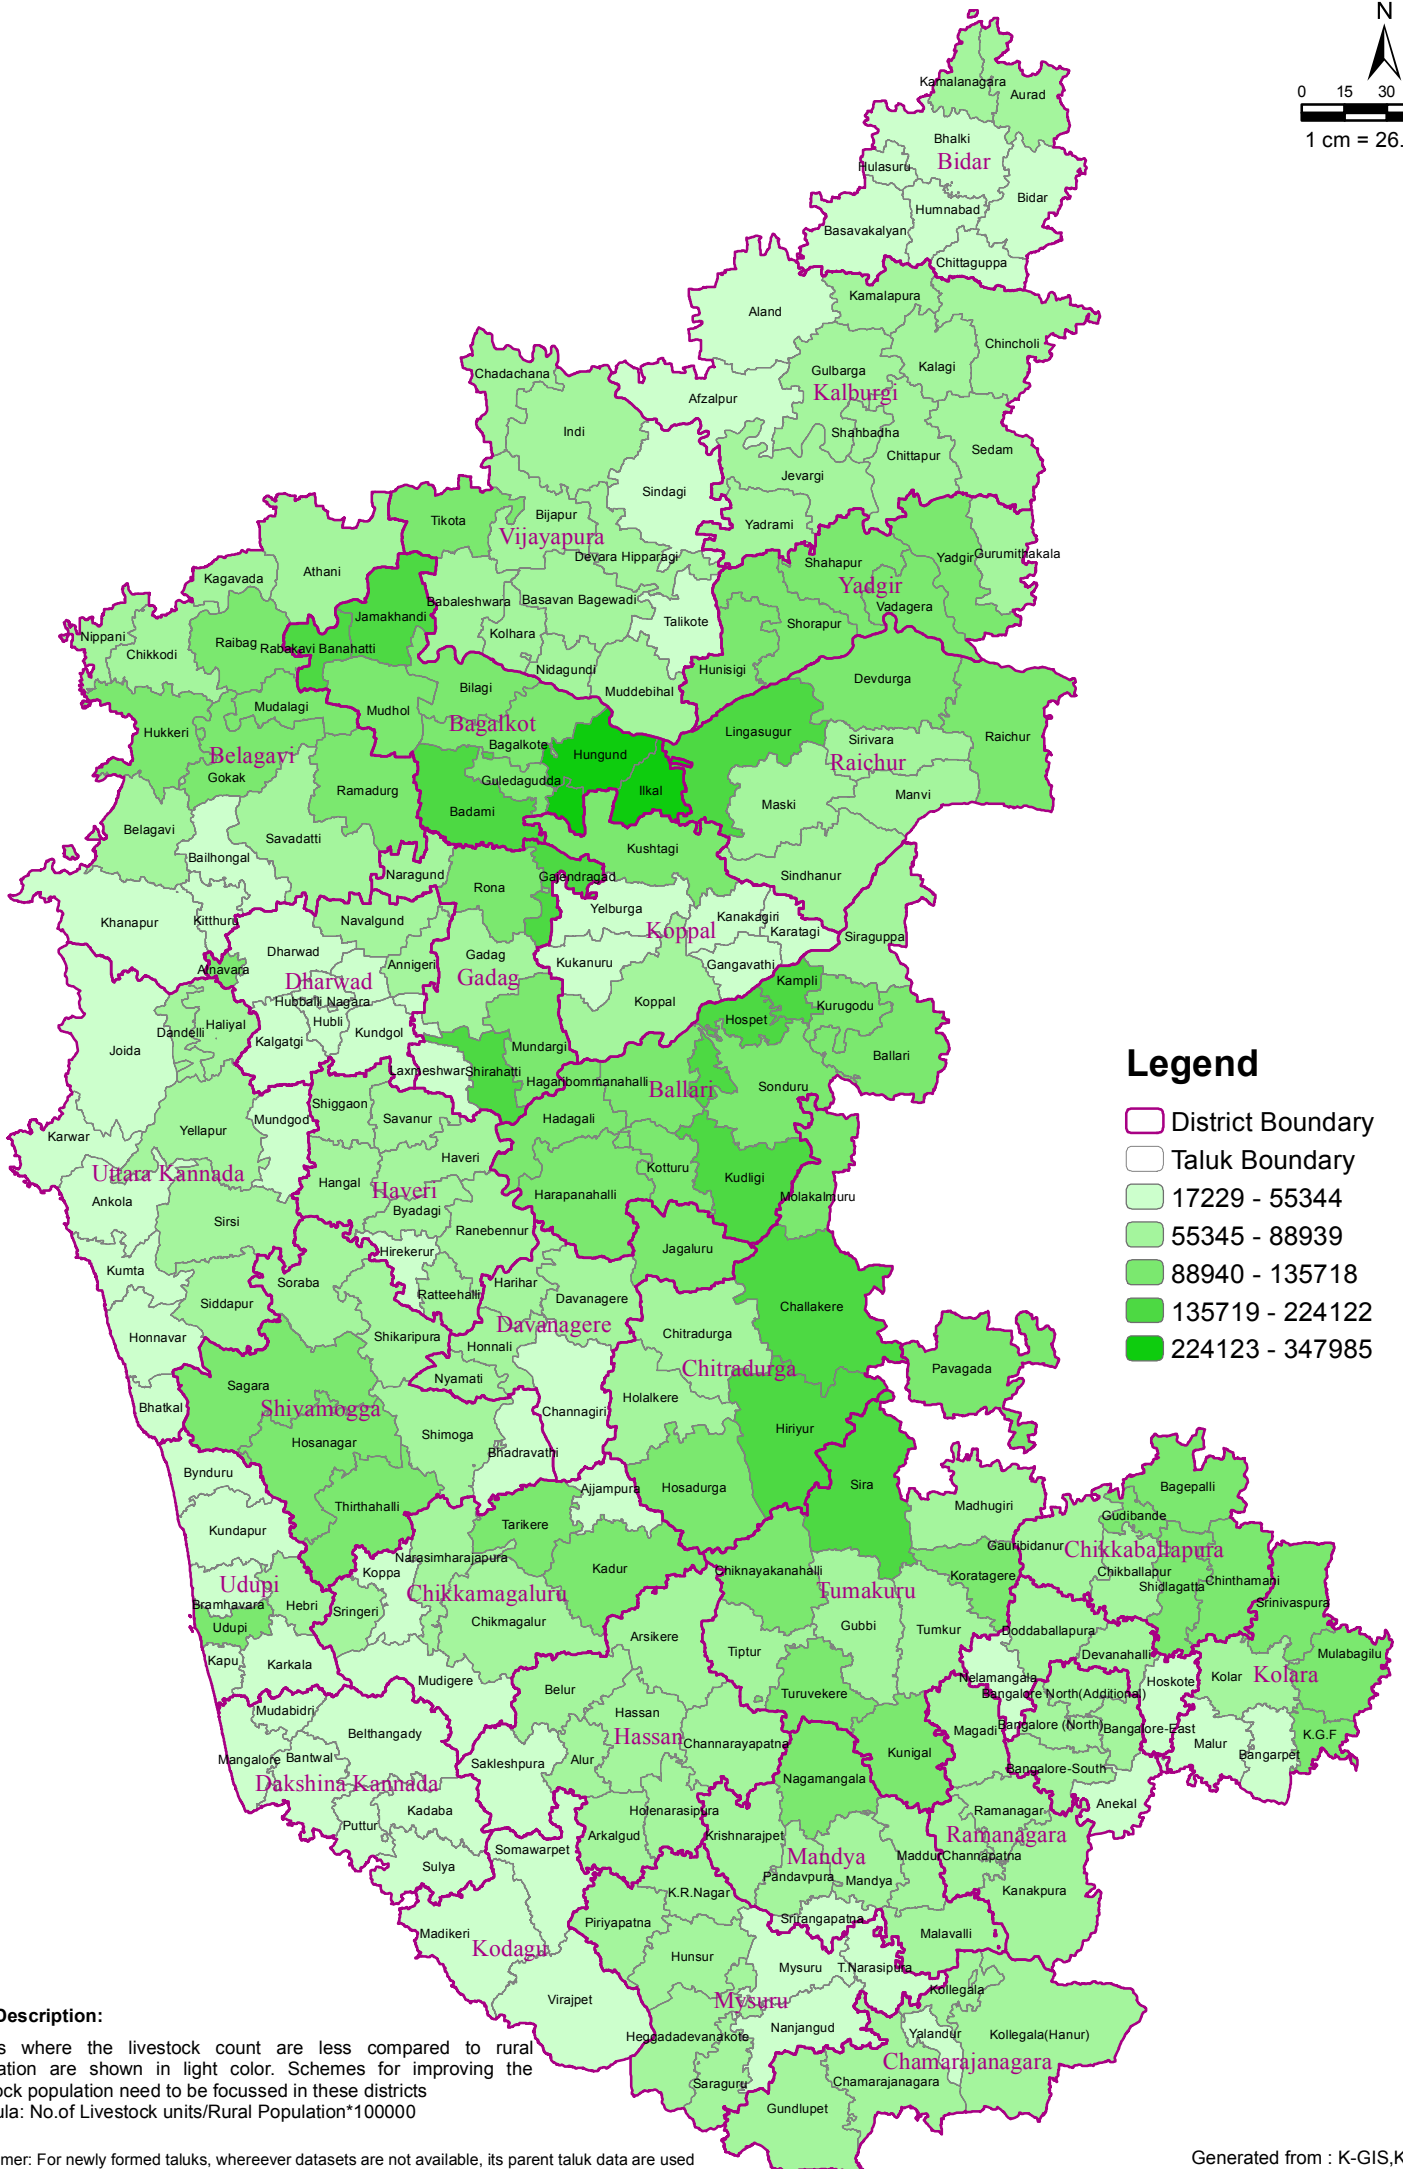 N
0 15 30
1 cm = 26.
Kamalanagara
Aurad
Bhalki
Bidar
Hulasuru
Bidar
Humnabad
Basavakalyan
Chittaguppa
Kamalapura
Aland
Chincholi
Kalagi
Gulbarga
Chadachana
Kalburgi
Afzalpur
Indi
Shahbadha
Chittapur
Sedam
Jevargi
Sindagi
Bijapur
Tikota
Yadrami
Vijayapura
Devara Hipparagi
Gurumithakala
Yadgir
Shahapur
Athani
Kagavada
Yadgir
Babaleshwara
Basavan Bagewadi
Vadagera
Jamakhandi
Talikote
Shorapur
Nippani
Kolhara
Raibag
Rabakavi Banahatti
Chikkodi
Nidagundi
Hunisigi
Devdurga
Bilagi
Muddebihal
Mudalagi
Mudhol
Bagalkot
Hukkeri
Lingasugur
Raichur
Sirivara
Bagalkote
Belagavi
Hungund
Raichur
Gokak
Guledagudda
Ramadurg
Ilkal
Manvi
Maski
Badami
Belagavi
Savadatti
Kushtagi
Bailhongal
Naragund
Gajendragad
Sindhanur
Rona
Yelburga
Kanakagiri
Khanapur
Kitthuru
Navalgund
Koppal
Karatagi
Siraguppa
Dharwad
Gadag
Kukanuru
Gangavathi
Alnavara
Annigeri
Dharwad
Gadag
Kampli
Hubballi Nagara
Koppal
Kurugodu
Hubli
Hospet
Haliyal
Dandelli
Kundgol
Kalgatgi
Mundargi
Joida
Ballari
Laxmeshwar
Shirahatti
Hagaribommanahalli
Ballari
Sonduru
Shiggaon
Mundgod
Savanur
Hadagali
Yellapur
Karwar
Haveri
Kotturu
Uttara Kannada
Hangal
Haveri
Kudligi
Harapanahalli
Molakalmuru
Ankola
Byadagi
Sirsi
Ranebennur
Hirekerur
Jagaluru
Kumta
Soraba
Harihar
Ratteehalli
Davanagere
Siddapur
Challakere
Honnavar
Shikaripura
Davanagere
Chitradurga
Honnali
Chitradurga
Pavagada
Nyamati
Sagara
Holalkere
Bhatkal
Shivamogga
Channagiri
Hiriyur
Shimoga
Hosanagar
Bhadravathi
Bynduru
Ajjampura
Hosadurga
Sira
Bagepalli
Thirthahalli
Madhugiri
Gudibande
Kundapur
Tarikere
Gauribidanur
Chikkaballapura
Narasimharajapura
Kadur
Chiknayakanahalli
Koratagere
Chikballapur
Koppa
Chinthamani
Udupi
Chikkamagaluru
Tumakuru
Shidlagatta
Bramhavara
Hebri
Sringeri
Srinivaspura
Udupi
Chikmagalur
Gubbi
Tumkur
Doddaballapura
Arsikere
Tiptur
Devanahalli
Mulabagilu
Kapu
Karkala
Mudigere
Nelamangala
Hoskote
Kolar
Kolara
Belur
Turuvekere
Bangalore North(Additional)
Mudabidri
Hassan
Belthangady
Hassan
Magadi
Bangalore (North)
Bangalore-East
Channarayapatna
Malur
K.G.F
Mangalore
Bantwal
Sakleshpura
Alur
Kunigal
Bangarpet
Dakshina Kannada
Nagamangala
Bangalore-South
Kadaba
Holenarasipura
Ramanagar
Anekal
Puttur
Arkalgud
Krishnarajpet
Ramanagara
Somawarpet
Mandya
Maddur
Channapatna
Sulya
Pandavpura
Mandya
K.R.Nagar
Kanakpura
Piriyapatna
Srirangapatna
Madikeri
Malavalli
Kodagu
Hunsur
Mysuru
T.Narasipura
Virajpet
Mysuru
Kollegala
Heggadadevanakote
Nanjangud
Yalandur
Kollegala(Hanur)
Chamarajanagara
Saraguru
Chamarajanagara
Gundlupet
Legend
District Boundary
Taluk Boundary
17229 - 55344
55345 - 88939
88940 - 135718
135719 - 224122
224123 - 347985
Description:
s where the livestock count are less compared to rural
ation are shown in light color. Schemes for improving the
ock population need to be focussed in these districts
ula: No.of Livestock units/Rural Population*100000
mer: For newly formed taluks, whereever datasets are not available, its parent taluk data are used
Generated from : K-GIS,K